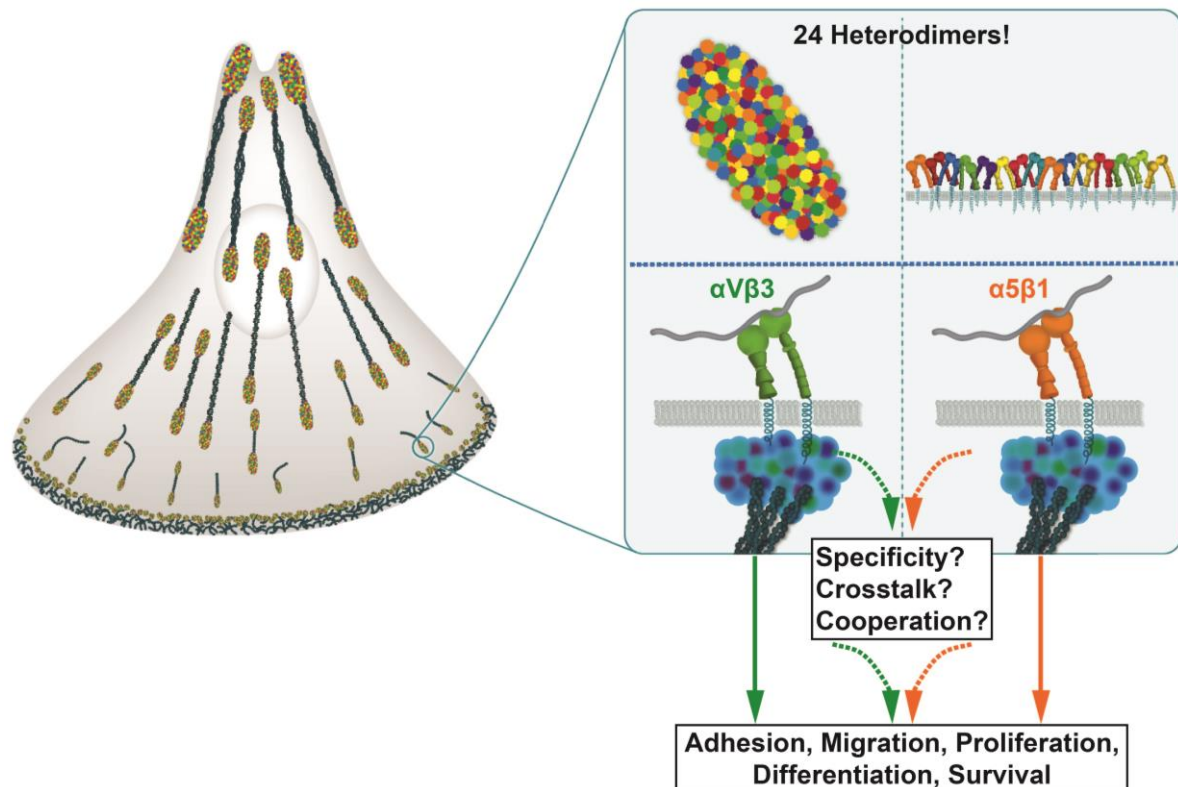 24 Heterodimers!
αVβ3
α5β1
Specificity?
Crosstalk?
Cooperation?
Adhesion, Migration, Proliferation,
Differentiation, Survival